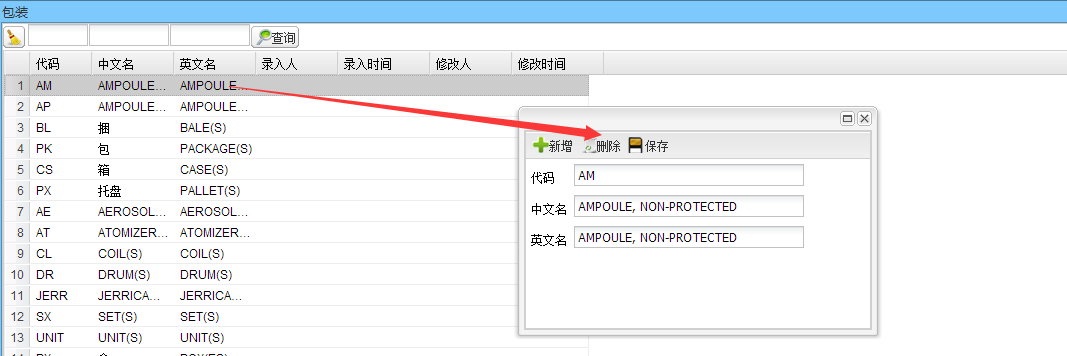 包装
查询
代码 中文名 英文名 录入人 录入时间 修改人 修改时间
1 AM AMPOULE... AMPOULE...
2 AP AMPOULE... AMPOULE...
3 BL 捆 BALE(S)
4 PK 包 PACKAGE(S)
5 CS 箱 CASE(S)
6 PX 托盘 PALLET(S)
7 AE AEROSOL... AEROSOL...
8 AT ATOMIZER... ATOMIZER...
9 CL COIL(S) COIL(S)
10 DR DRUM(S) DRUM(S)
11 JERR JERRICA... JERRICA...
12 SX SET(S) SET(S)
13 UNIT UNIT(S) UNIT(S)
新增 删除 保存
代码 AM
中文名 AMPOULE, NON-PROTECTED
英文名 AMPOULE, NON-PROTECTED